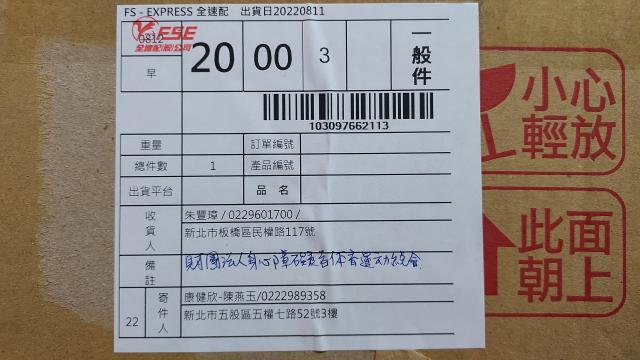 FS - EXPRESS 全速配 出貨日20220811
FSE
全速配(股)公司
0812
早
20 00 3
一般件
103097662113
重量 訂單編號
總件數 1 產品編號
出貨平台 品名
收貨人 朱豐璋 / 0229601700 /
新北市板橋區民權路117號
備註 財團法人身心障礙者体育運动總会
22 寄件人 康健欣-陳燕玉/0222989358
新北市五股區五權七路52號3樓
小心
輕放
此面
朝上